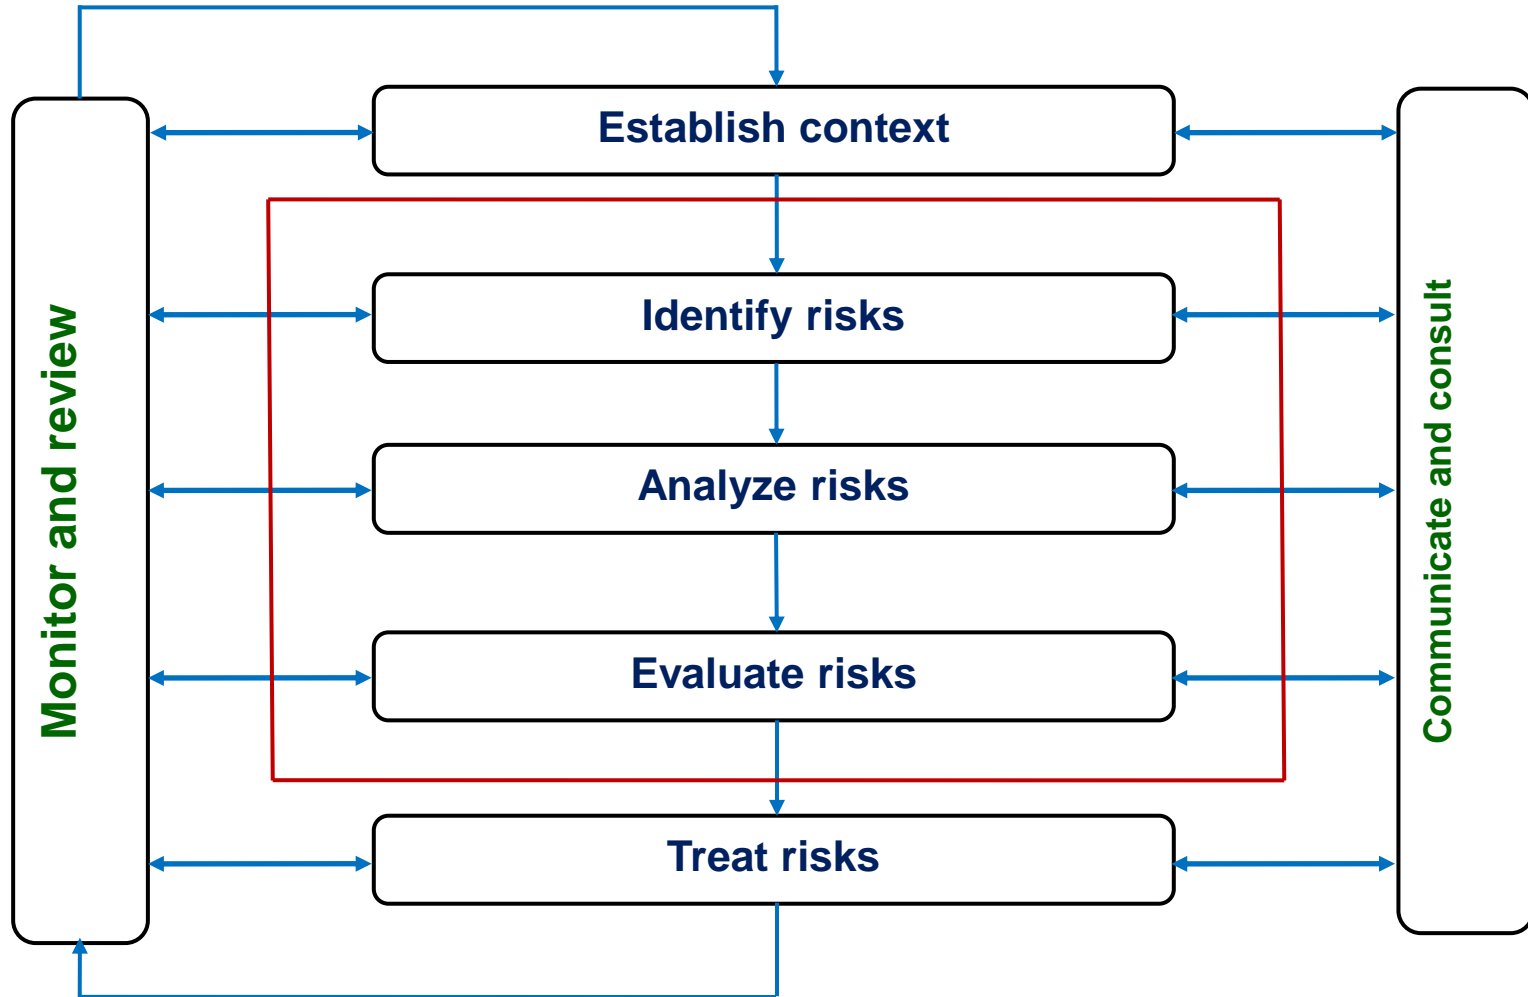 Establish context
Identify risks
Analyze risks
Evaluate risks
Treat risks
Monitor and review
Communicate and consult